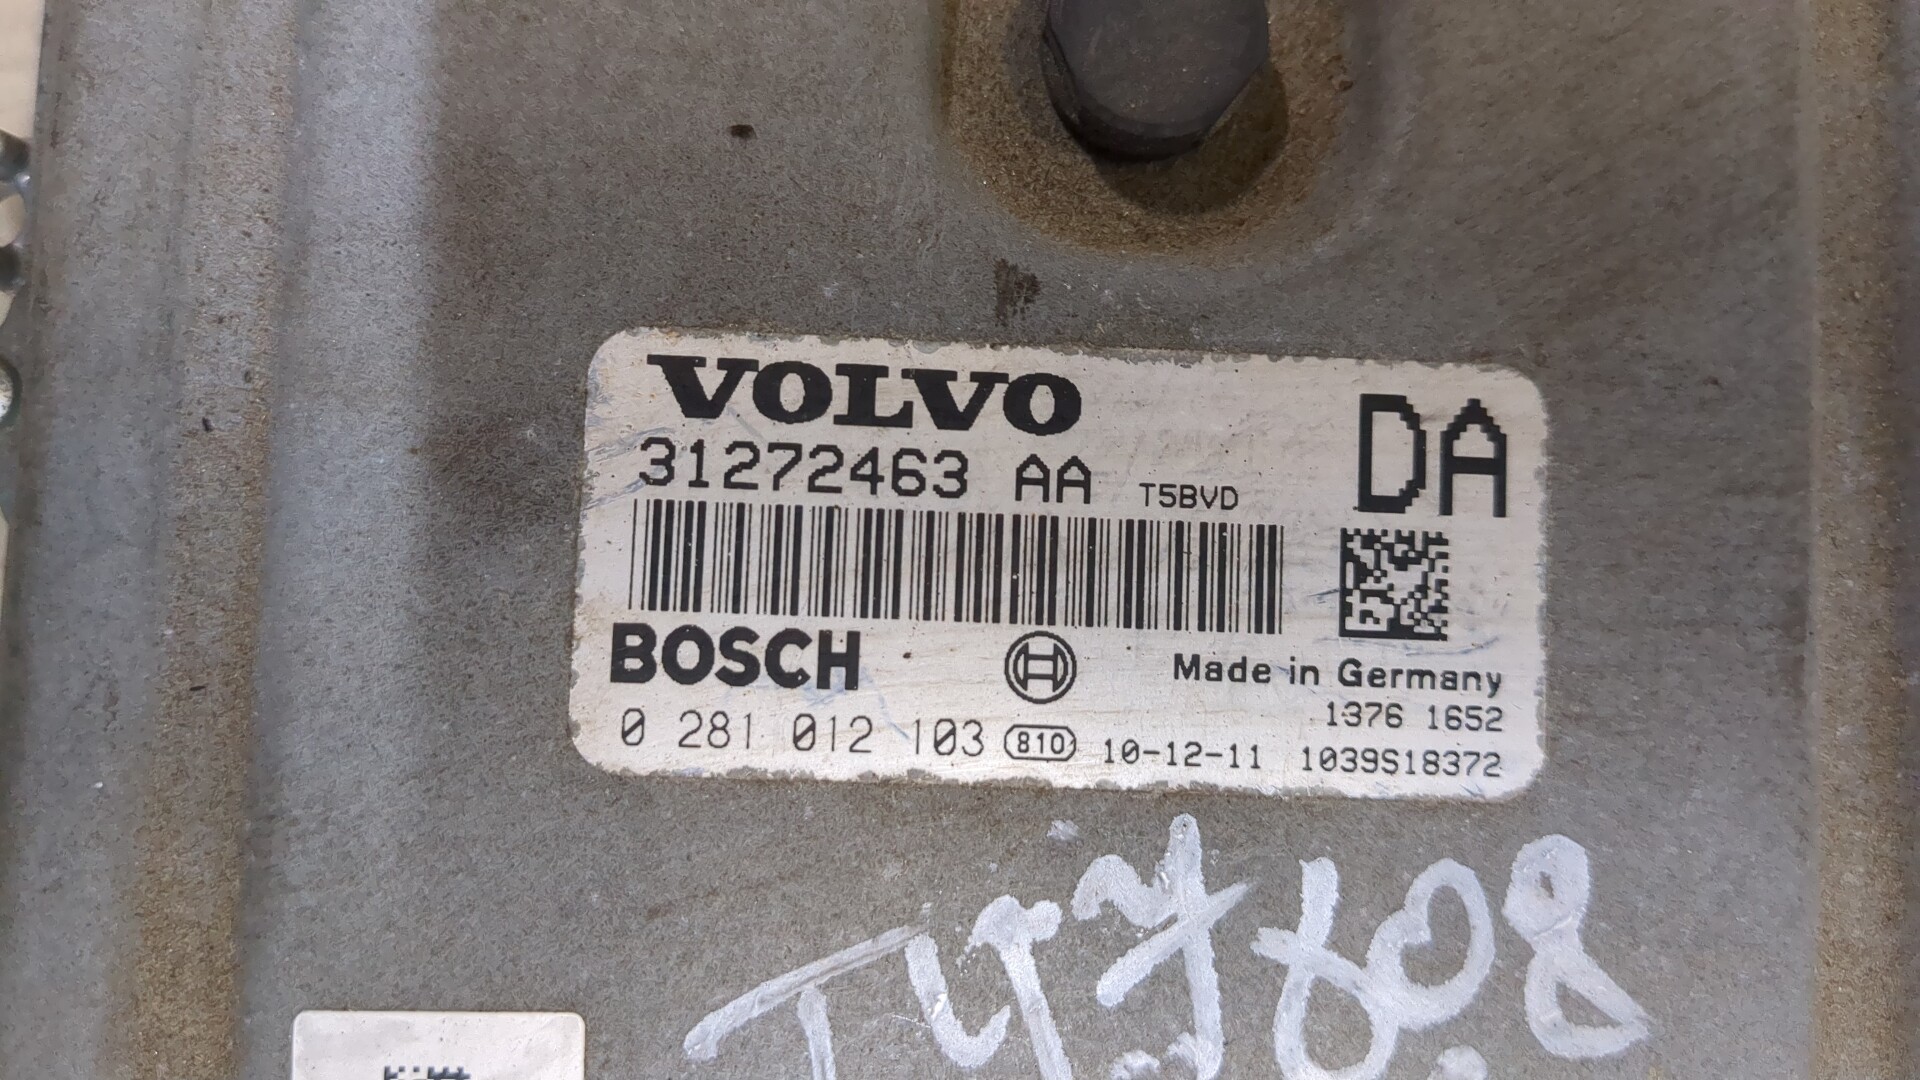 VOLVO
DA
31272463 AA T5BVD
BOSCH
Made in Germany
1376 1652
0 281 012 103 810 10-12-11 1039S18372